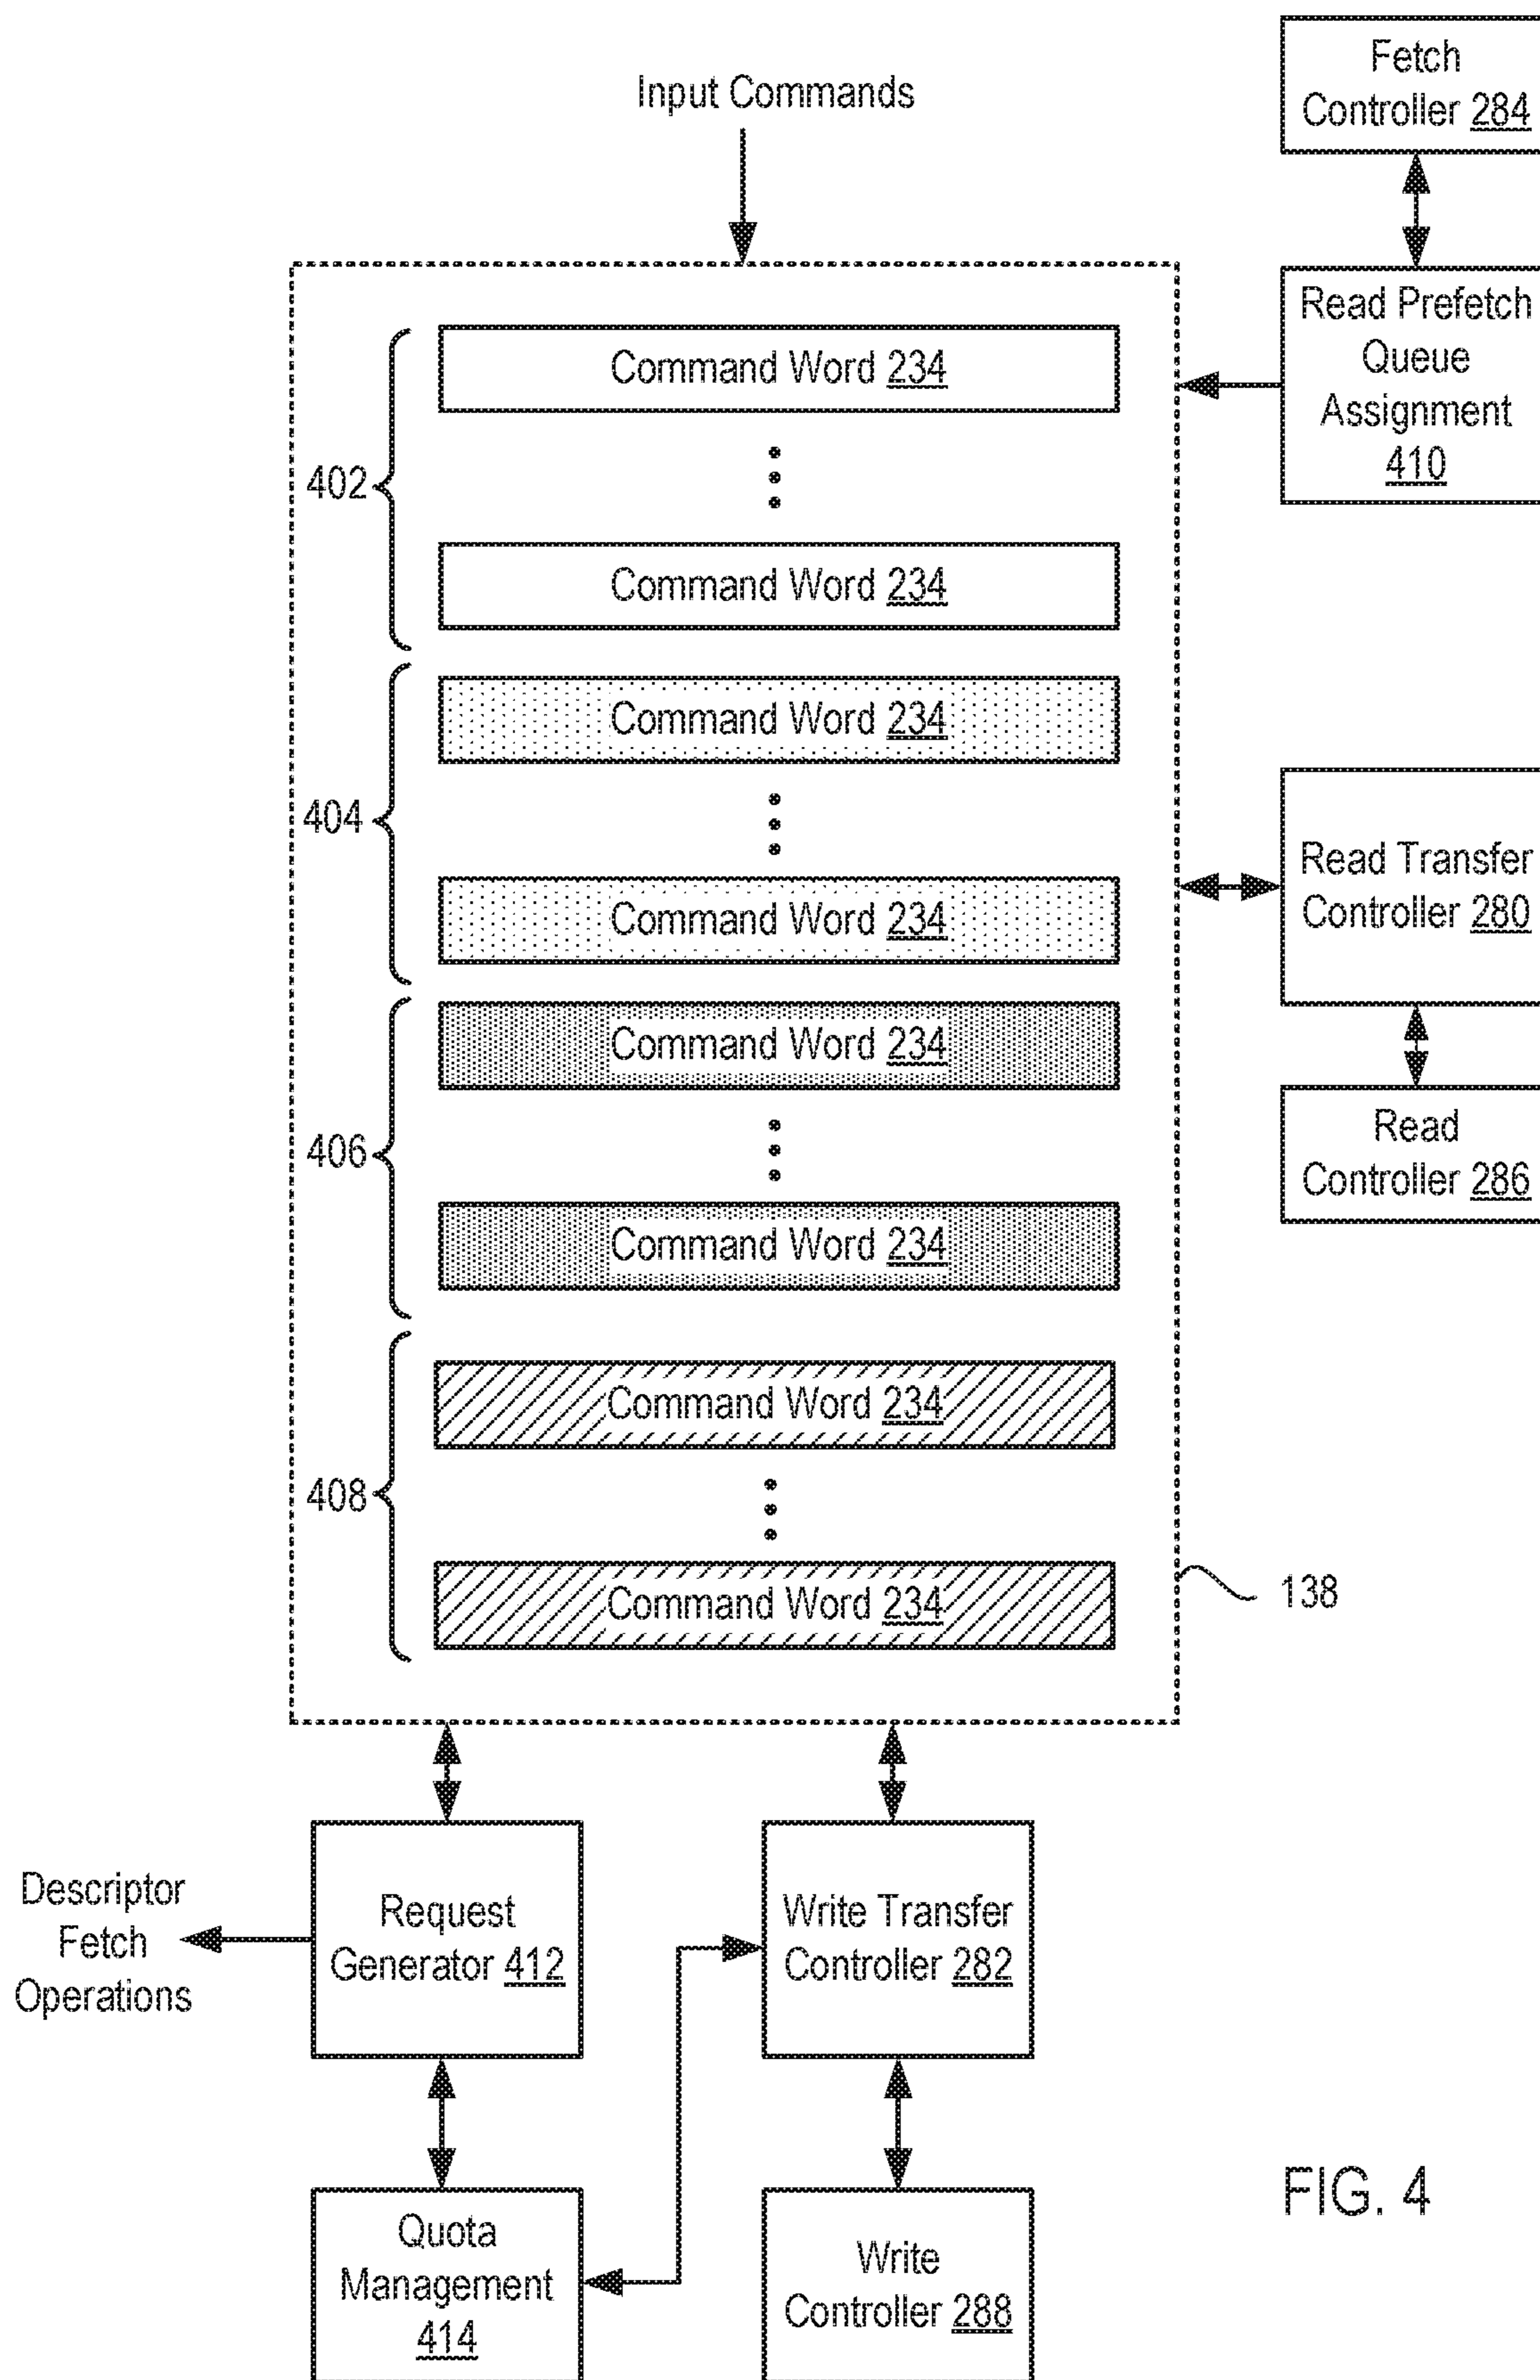 Input Commands
Fetch
Controller 284
Read Prefetch
Queue
Assignment
410
Command Word 234
402
Command Word 234
Command Word 234
404
Command Word 234
Read Transfer
Controller 280
Command Word 234
406
Command Word 234
Read
Controller 286
Command Word 234
408
Command Word 234
138
Descriptor
Fetch
Operations
Request
Generator 412
Write Transfer
Controller 282
Quota
Management
414
Write
Controller 288
FIG. 4